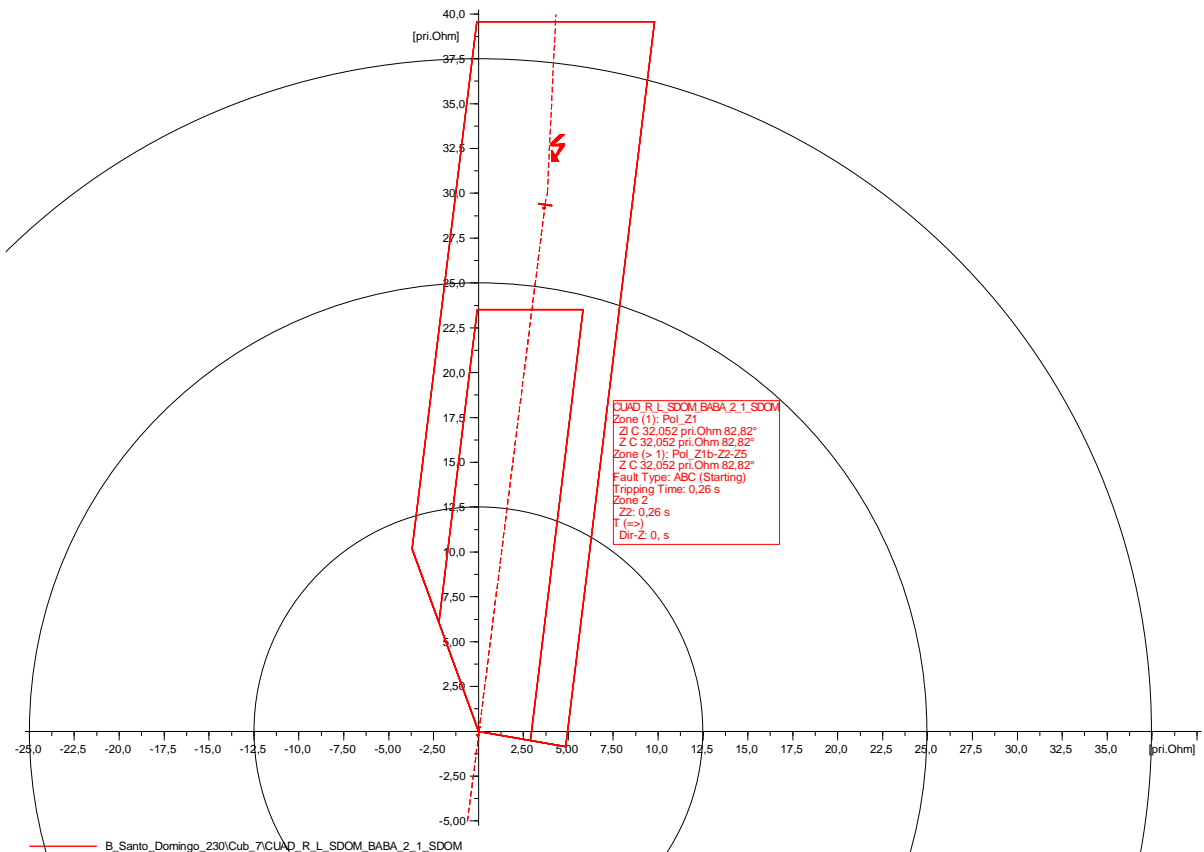 40,0
[pri.Ohm]
37,5
35,0
32,5
30,0
27,5
25,0
22,5
20,0
17,5
15,0
12,5
10,0
7,50
5,00
2,50
-25,0 -22,5 -20,0 -17,5 -15,0 -12,5 -10,0 -7,50 -5,00 -2,50 2,50 5,00 7,50 10,0 12,5 15,0 17,5 20,0 22,5 25,0 27,5 30,0 32,5 35,0 [pri.Ohm]
-2,50
-5,00
CUAD_R_L_SDOM_BABA_2_1_SDOM
Zone (1): Pol_Z1
Zl C 32,052 pri.Ohm 82,82°
Z C 32,052 pri.Ohm 82,82°
Zone (> 1): Pol_Z1b-Z2-Z5
Z C 32,052 pri.Ohm 82,82°
Fault Type: ABC (Starting)
Tripping Time: 0,26 s
Zone 2
Z2: 0,26 s
T (=>)
Dir-Z: 0, s
B_Santo_Domingo_230\Cub_7\CUAD_R_L_SDOM_BABA_2_1_SDOM